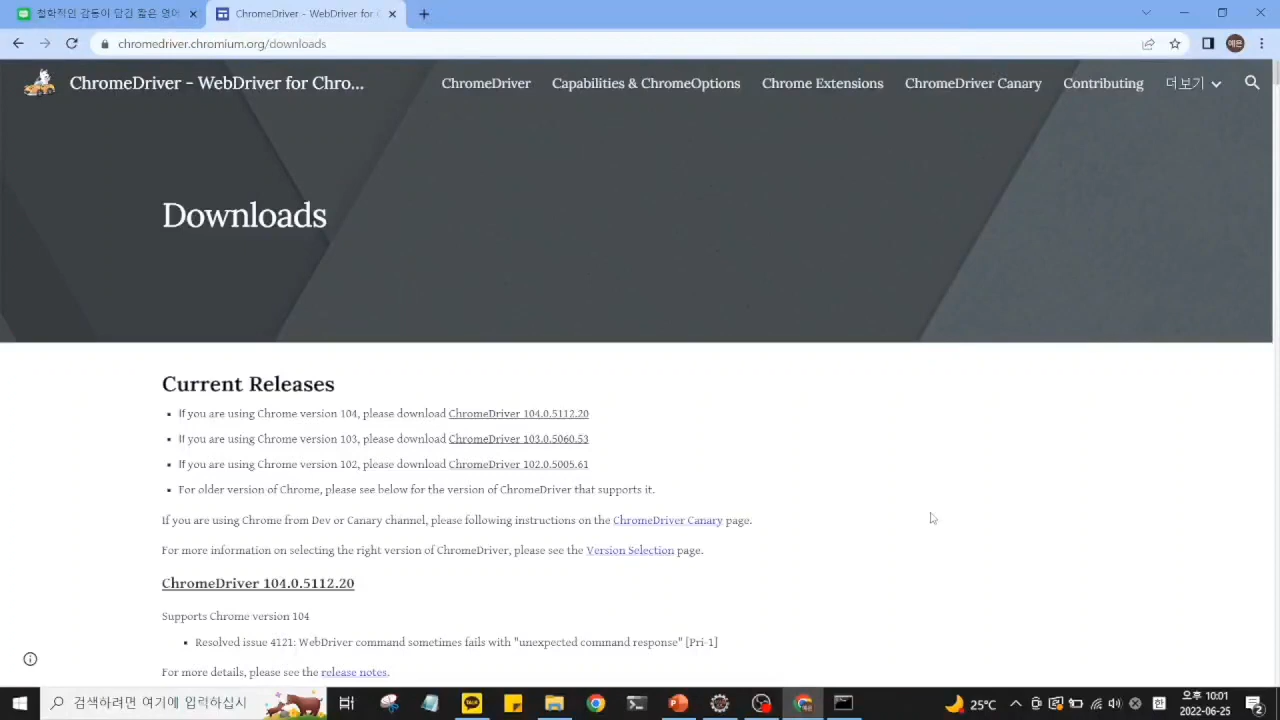 철학적인 감동이 담긴 짧은 영어
ChromeDriver - WebDriver for C
chromedriver.chromium.org/downloads
예은
ChromeDriver - WebDriver for Chro...
ChromeDriver
Capabilities & ChromeOptions
Chrome Extensions
ChromeDriver Canary
Contributing
더보기
Downloads
Current Releases
If you are using Chrome version 104, please download ChromeDriver 104.0.5112.20
If you are using Chrome version 103, please download ChromeDriver 103.0.5060.53
If you are using Chrome version 102, please download ChromeDriver 102.0.5005.61
For older version of Chrome, please see below for the version of ChromeDriver that supports it.
If you are using Chrome from Dev or Canary channel, please following instructions on the ChromeDriver Canary page.
For more information on selecting the right version of ChromeDriver, please see the Version Selection page.
ChromeDriver 104.0.5112.20
Supports Chrome version 104
Resolved issue 4121: WebDriver command sometimes fails with "unexpected command response" [Pri-1]
For more details, please see the release notes.
검색하려면 여기에 입력하십시
TALK
25°C
한
오후 10:01
2022-06-25
2